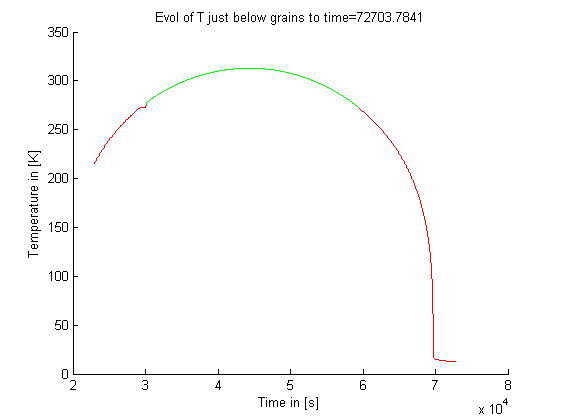 Evol of T just below grains to time=72703.7841
350
300
250
200
150
100
50
0
Temperature in [K]
2 3 4 5 6 7 8
Time in [s]
x 10^4